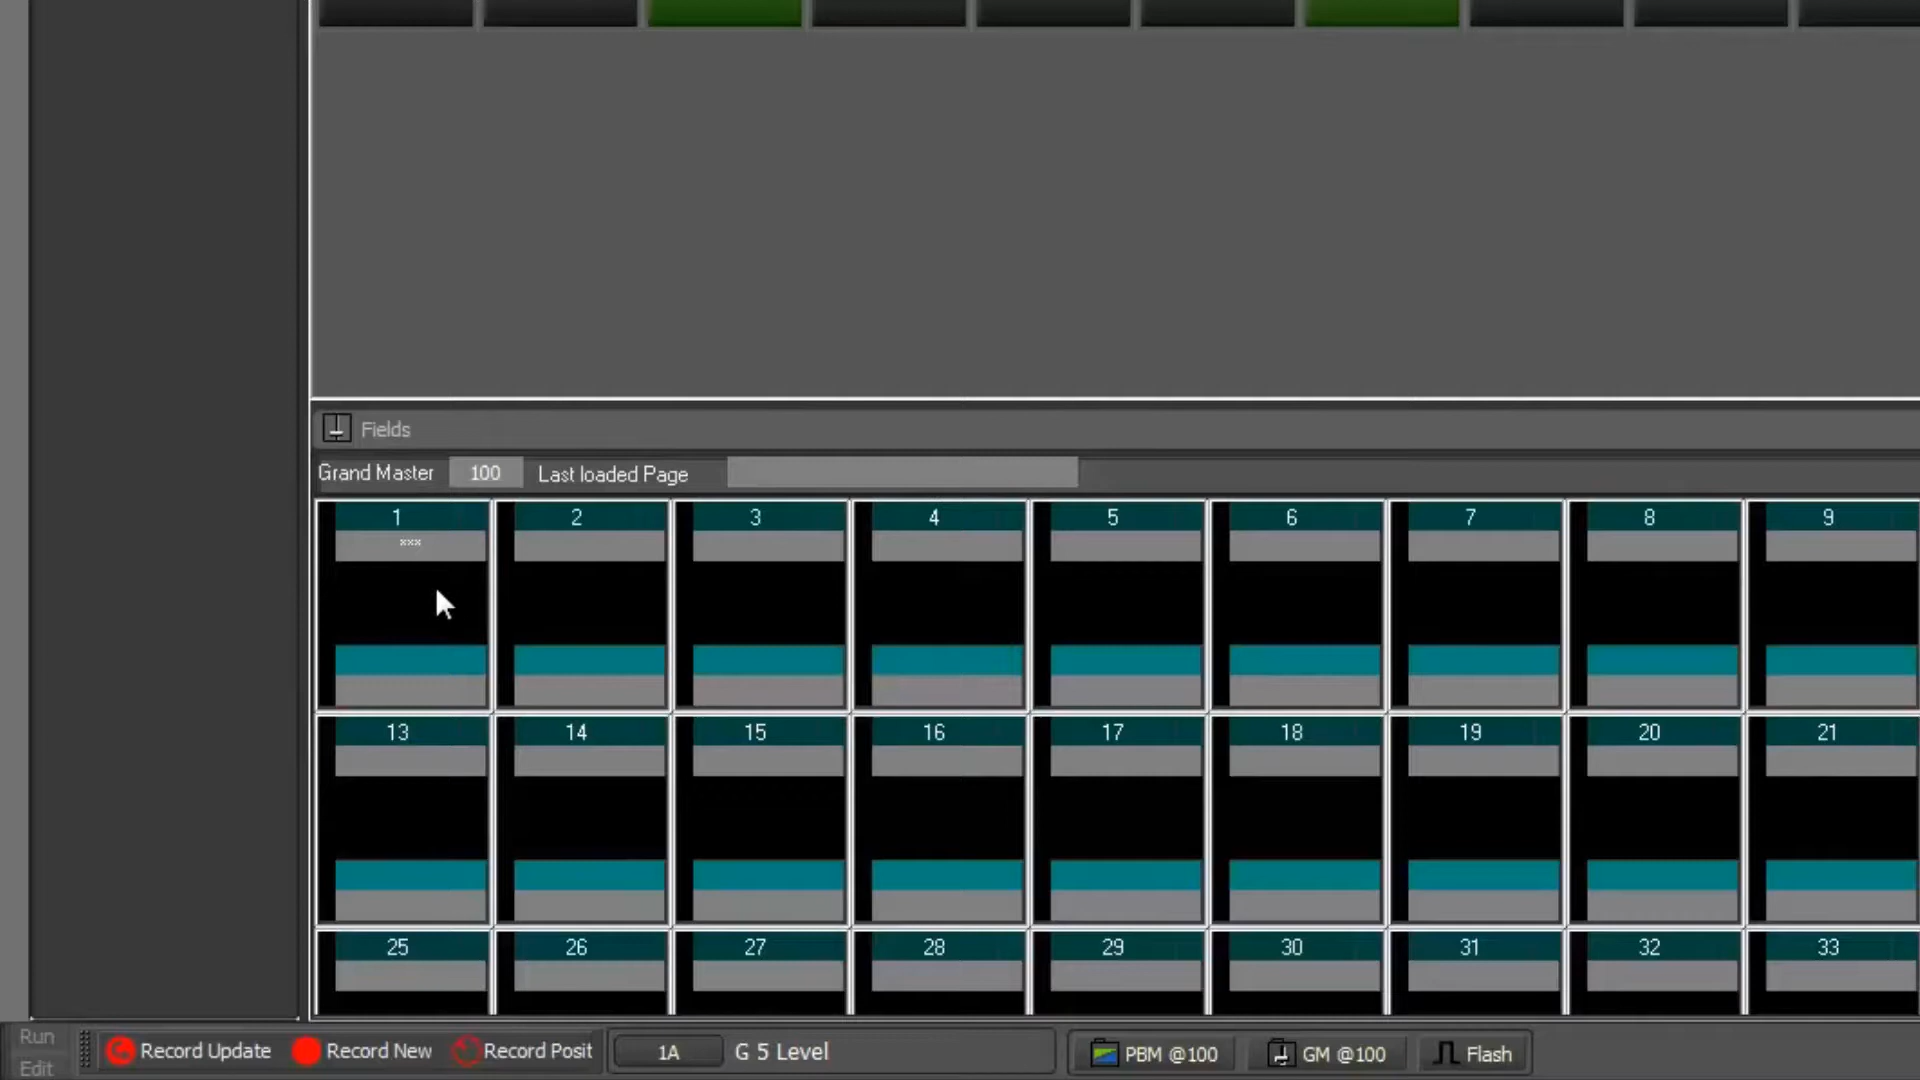 Fields
Grand Master 100 Last loaded Page
1 2 3 4 5 6 7 8 9
xxx
13 14 15 16 17 18 19 20 21
25 26 27 28 29 30 31 32 33
Run
Edit
Record Update Record New Record Posit 1A G 5 Level PBM @100 GM @100 Flash